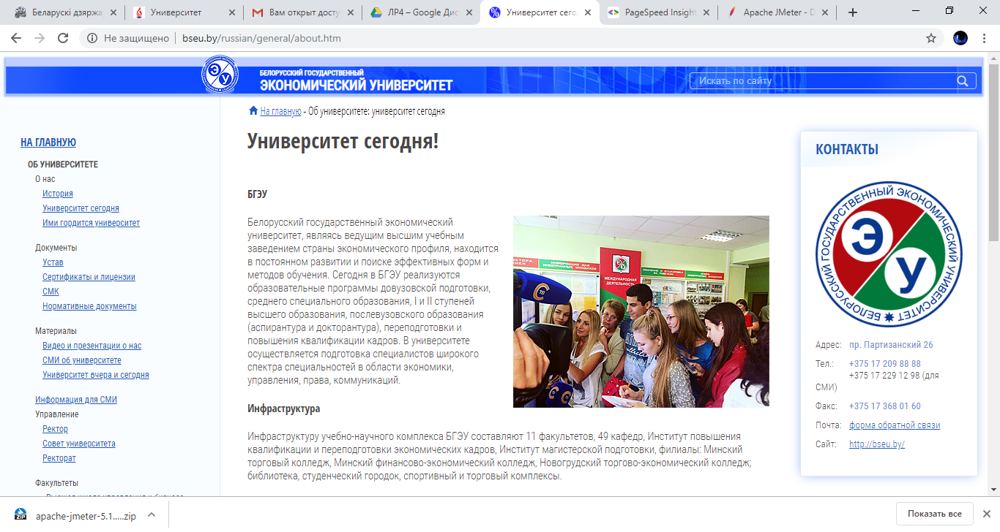 Беларускі дзяржа
Университет
Вам открыт досту
ЛР4 – Google Дис
Университет сего
PageSpeed Insight
Apache JMeter - D
Не защищено
bseu.by/russian/general/about.htm
БЕЛОРУССКИЙ ГОСУДАРСТВЕННЫЙ
ЭКОНОМИЧЕСКИЙ УНИВЕРСИТЕТ
Э У
Искать по сайту
На главную - Об университете: университет сегодня
НА ГЛАВНУЮ
ОБ УНИВЕРСИТЕТЕ
О нас
История
Университет сегодня
Ими гордится университет
Документы
Устав
Сертификаты и лицензии
СМК
Нормативные документы
Материалы
Видео и презентации о нас
СМИ об университете
Университет вчера и сегодня
Информация для СМИ
Управление
Ректор
Совет университета
Ректорат
Факультеты
Университет сегодня!
БГЭУ
Белорусский государственный экономический
университет, являясь ведущим высшим учебным
заведением страны экономического профиля, находится
в постоянном развитии и поиске эффективных форм и
методов обучения. Сегодня в БГЭУ реализуются
образовательные программы довузовской подготовки,
среднего специального образования, I и II ступеней
высшего образования, послевузовского образования
(аспирантура и докторантура), переподготовки и
повышения квалификации кадров. В университете
осуществляется подготовка специалистов широкого
спектра специальностей в области экономики,
управления, права, коммуникаций.
МЕЖДУНАРОДНАЯ
ДЕЯТЕЛЬНОСТЬ
Инфраструктура
Инфраструктуру учебно-научного комплекса БГЭУ составляют 11 факультетов, 49 кафедр, Институт повышения
квалификации и переподготовки экономических кадров, Институт магистерской подготовки, филиалы: Минский
торговый колледж, Минский финансово-экономический колледж, Новогрудский торгово-экономический колледж;
библиотека, студенческий городок, спортивный и торговый комплексы.
КОНТАКТЫ
БЕЛОРУССКИЙ ГОСУДАРСТВЕННЫЙ ЭКОНОМИЧЕСКИЙ УНИВЕРСИТЕТ
Э У
Адрес: пр. Партизанский 26
Тел.: +375 17 209 88 88
+375 17 229 12 98 (для
СМИ)
Факс: +375 17 368 01 60
Почта: форма обратной связи
Сайт: http://bseu.by/
apache-jmeter-5.1.....zip
Показать все